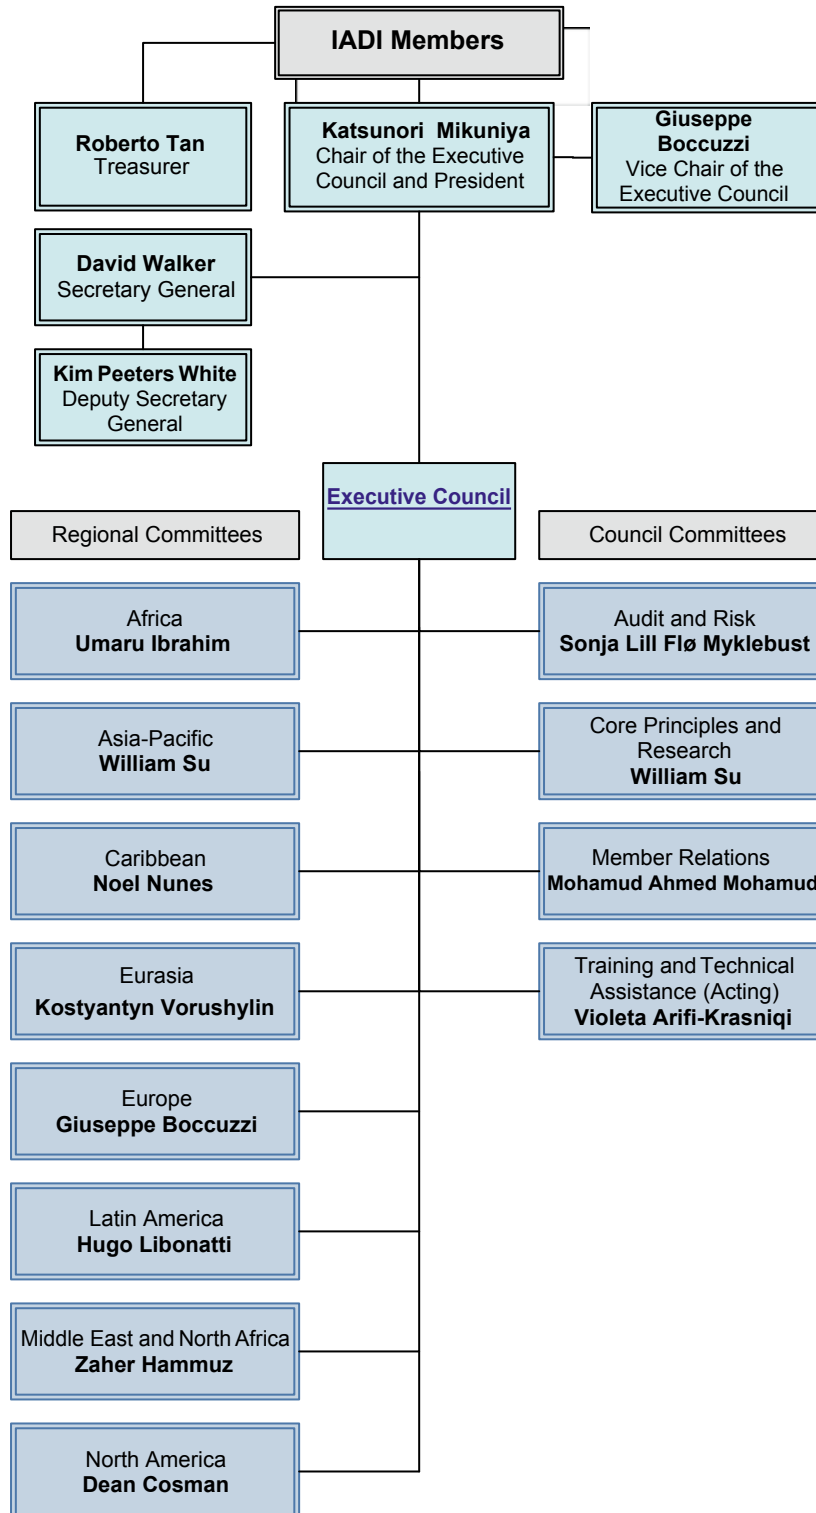 IADI Members
Roberto Tan
Treasurer
Katsunori Mikuniya
Chair of the Executive
Council and President
Giuseppe
Boccuzzi
Vice Chair of the
Executive Council
David Walker
Secretary General
Kim Peeters White
Deputy Secretary
General
Executive Council
Regional Committees
Council Committees
Africa
Umaru Ibrahim
Audit and Risk
Sonja Lill Flø Myklebust
Asia-Pacific
William Su
Core Principles and
Research
William Su
Caribbean
Noel Nunes
Member Relations
Mohamud Ahmed Mohamud
Eurasia
Kostyantyn Vorushylin
Training and Technical
Assistance (Acting)
Violeta Arifi-Krasniqi
Europe
Giuseppe Boccuzzi
Latin America
Hugo Libonatti
Middle East and North Africa
Zaher Hammuz
North America
Dean Cosman